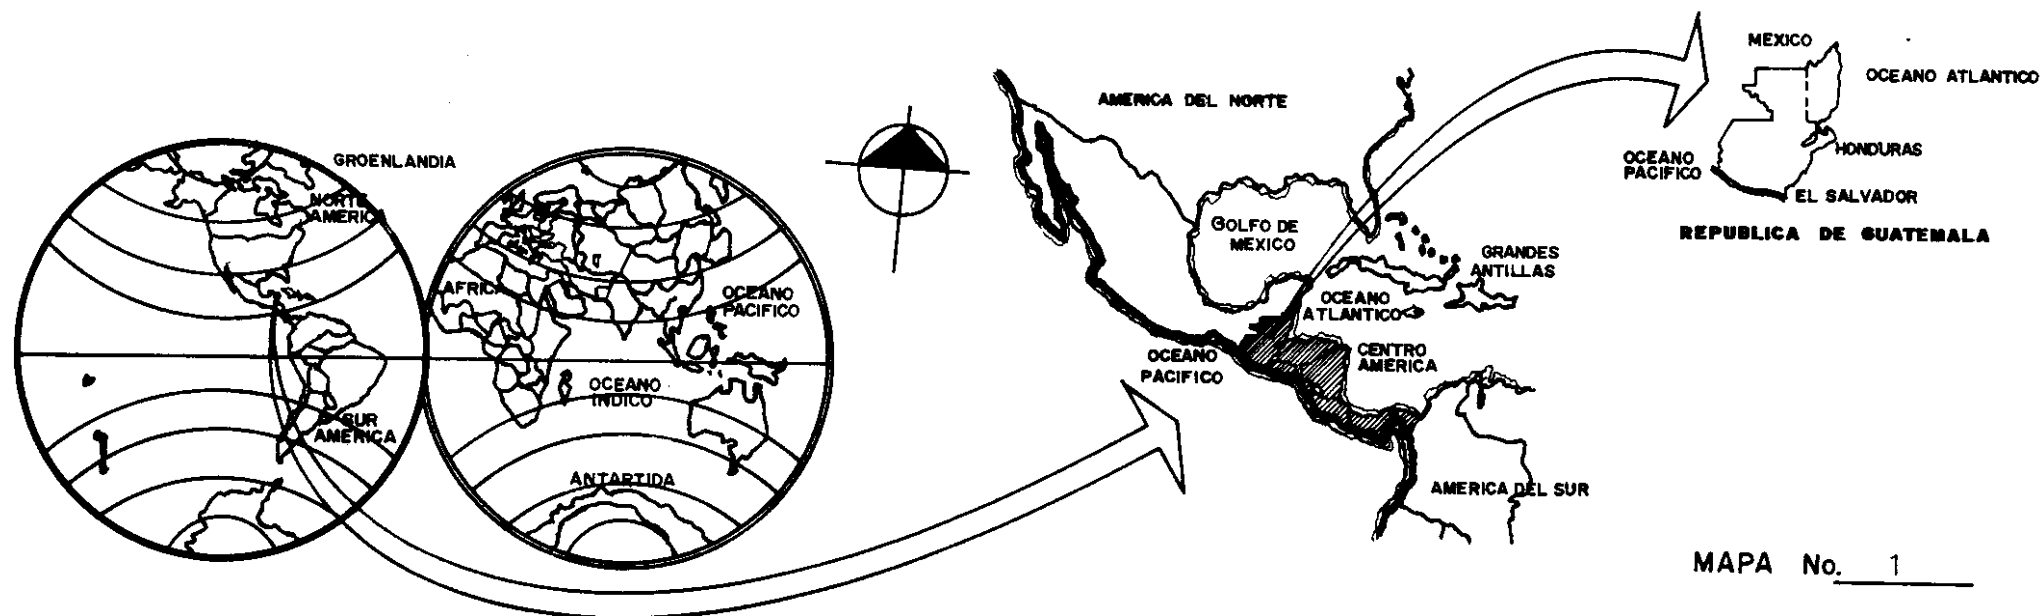 GROENLANDIA
NORTE
AMERICA
SUR
AMERICA
AFRICA
OCEANO
PACIFICO
OCEANO
INDICO
ANTARTIDA
AMERICA DEL NORTE
GOLFO DE
MEXICO
GRANDES
ANTILLAS
OCEANO
ATLANTICO
CENTRO
AMERICA
OCEANO
PACIFICO
AMERICA DEL SUR
MEXICO
OCEANO ATLANTICO
HONDURAS
OCEANO
PACIFICO
EL SALVADOR
REPUBLICA DE GUATEMALA
MAPA No. 1